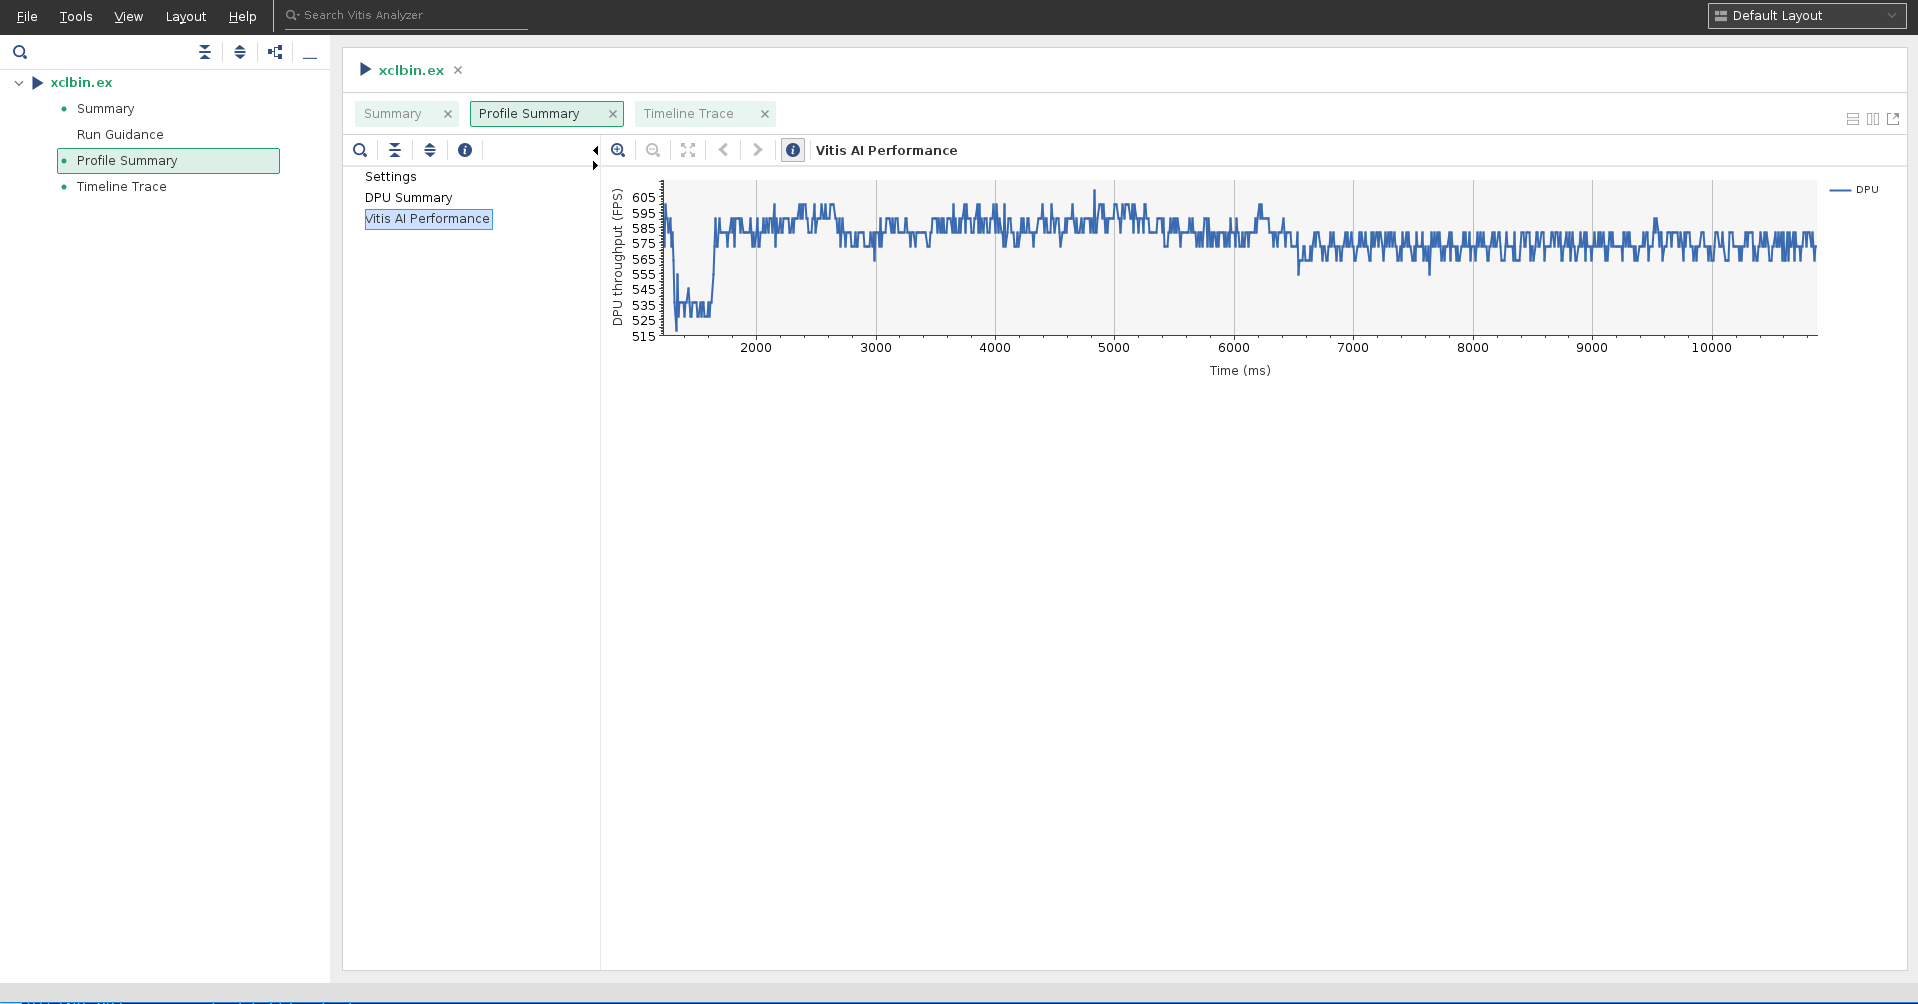 File Tools View Layout Help Search Vitis Analyzer Default Layout
xclbin.ex
Summary
Run Guidance
Profile Summary
Timeline Trace
xclbin.ex
Summary Profile Summary Timeline Trace
Settings
DPU Summary
Vitis AI Performance
Vitis AI Performance
DPU throughput (FPS)
605
595
585
575
565
555
545
535
525
515
2000 3000 4000 5000 6000 7000 8000 9000 10000
Time (ms)
DPU